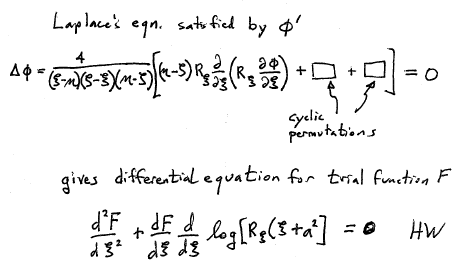 Laplace's eqn. satisfied by ϕ'
Δϕ = 4/((ξ-η)(ξ-ζ)(η-ζ)) [(η-ζ) R_ξ ∂/∂ξ (R_ξ ∂ϕ/∂ξ) + □ + □] = 0
cyclic
permutations
gives differential equation for trial function F
d²F/dξ² + dF/dξ d/dξ log[R_ξ(ξ+a²] = 0 HW